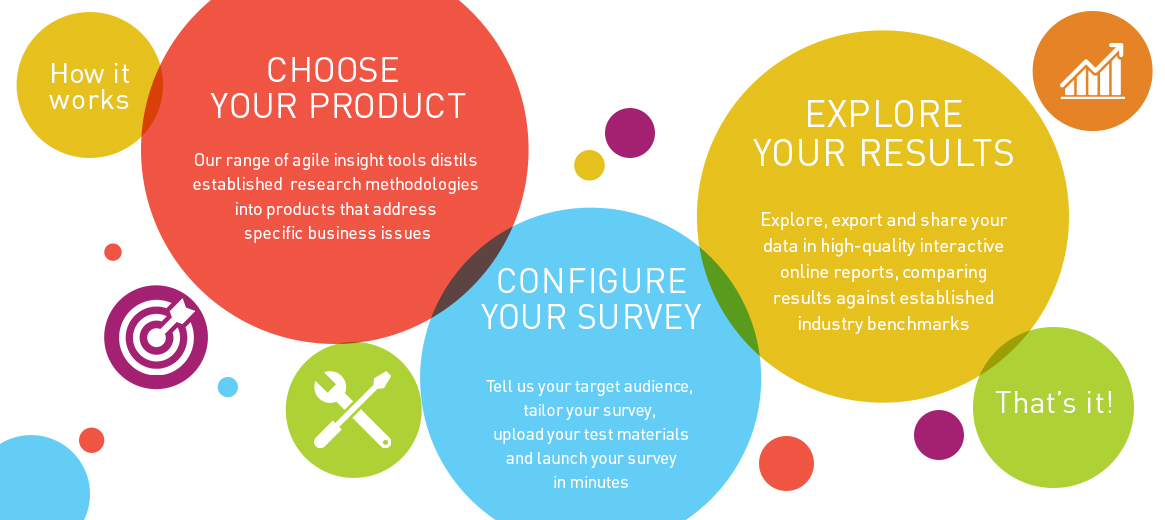 How it
works
CHOOSE
YOUR PRODUCT
Our range of agile insight tools distils
established research methodologies
into products that address
specific business issues
CONFIGURE
YOUR SURVEY
Tell us your target audience,
tailor your survey,
upload your test materials
and launch your survey
in minutes
EXPLORE
YOUR RESULTS
Explore, export and share your
data in high-quality interactive
online reports, comparing
results against established
industry benchmarks
That's it!